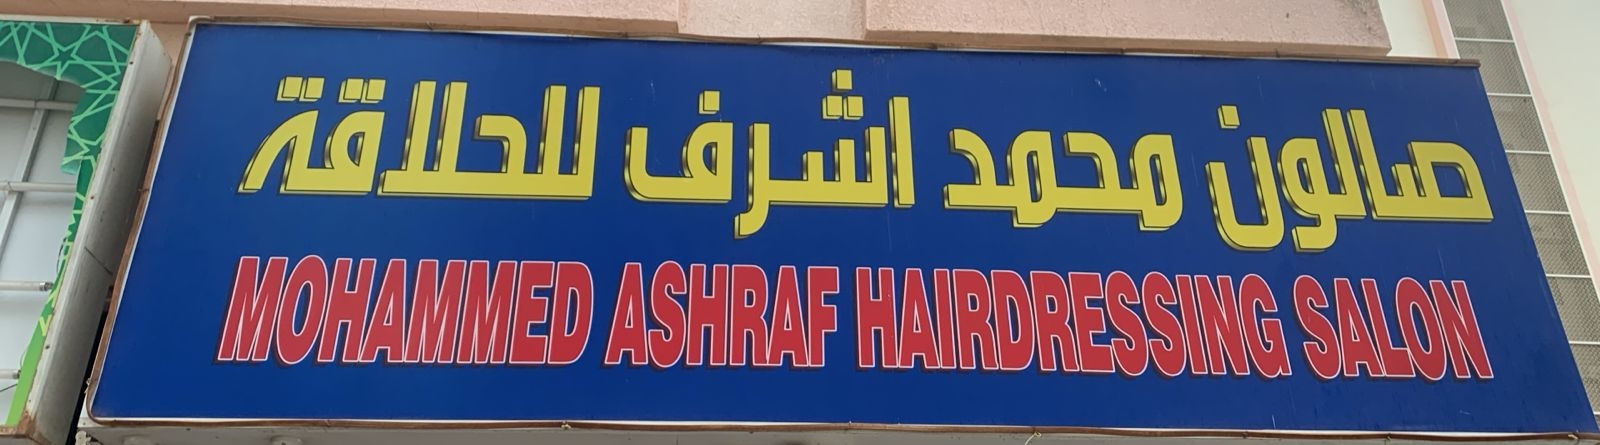 صالون محمد اشرف للحلاقة
MOHAMMED ASHRAF HAIRDRESSING SALON